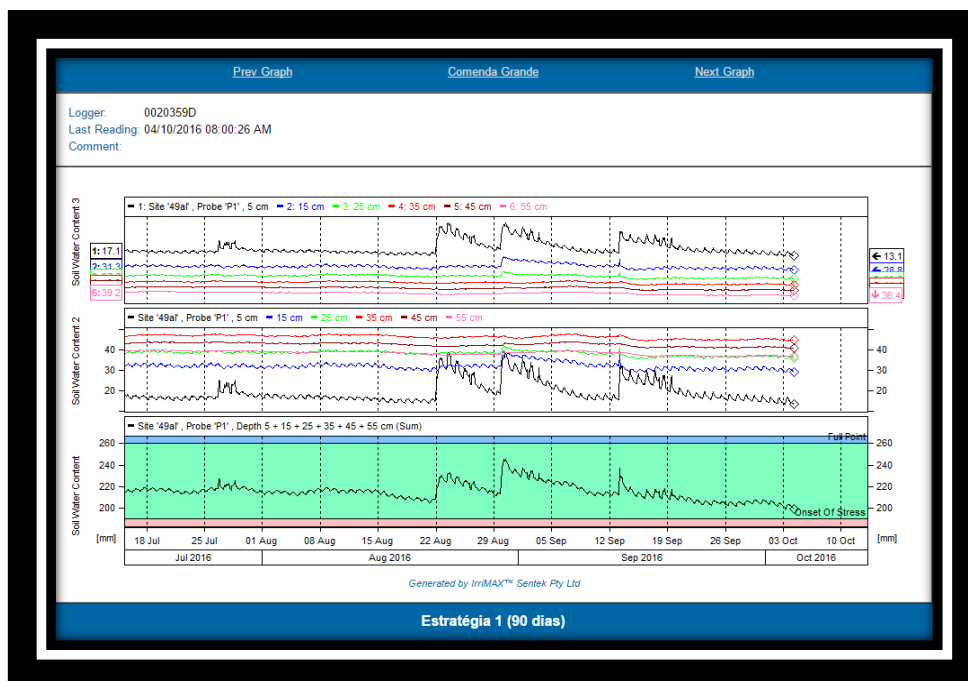 Prev Graph Comenda Grande Next Graph
Logger: 0020359D
Last Reading: 04/10/2016 08:00:26 AM
Comment:
1: Site '49al' , Probe 'P1' , 5 cm 2: 15 cm 3: 25 cm 4: 35 cm 5: 45 cm 6: 55 cm
Soil Water Content 3
1: 17.1
2: 31.3
6: 39.2
13.1
28.8
36.4
Site '49al' , Probe 'P1' , 5 cm 15 cm 25 cm 35 cm 45 cm 55 cm
Soil Water Content 2
40 40
30 30
20 20
Site '49al' , Probe 'P1' , Depth 5 + 15 + 25 + 35 + 45 + 55 cm (Sum)
Soil Water Content
Full Point
260 260
240 240
220 220
200 200
Onset Of Stress
[mm] 18 Jul 25 Jul 01 Aug 08 Aug 15 Aug 22 Aug 29 Aug 05 Sep 12 Sep 19 Sep 26 Sep 03 Oct 10 Oct [mm]
Jul 2016 Aug 2016 Sep 2016 Oct 2016
Generated by IrriMAX™ Sentek Pty Ltd
Estratégia 1 (90 dias)